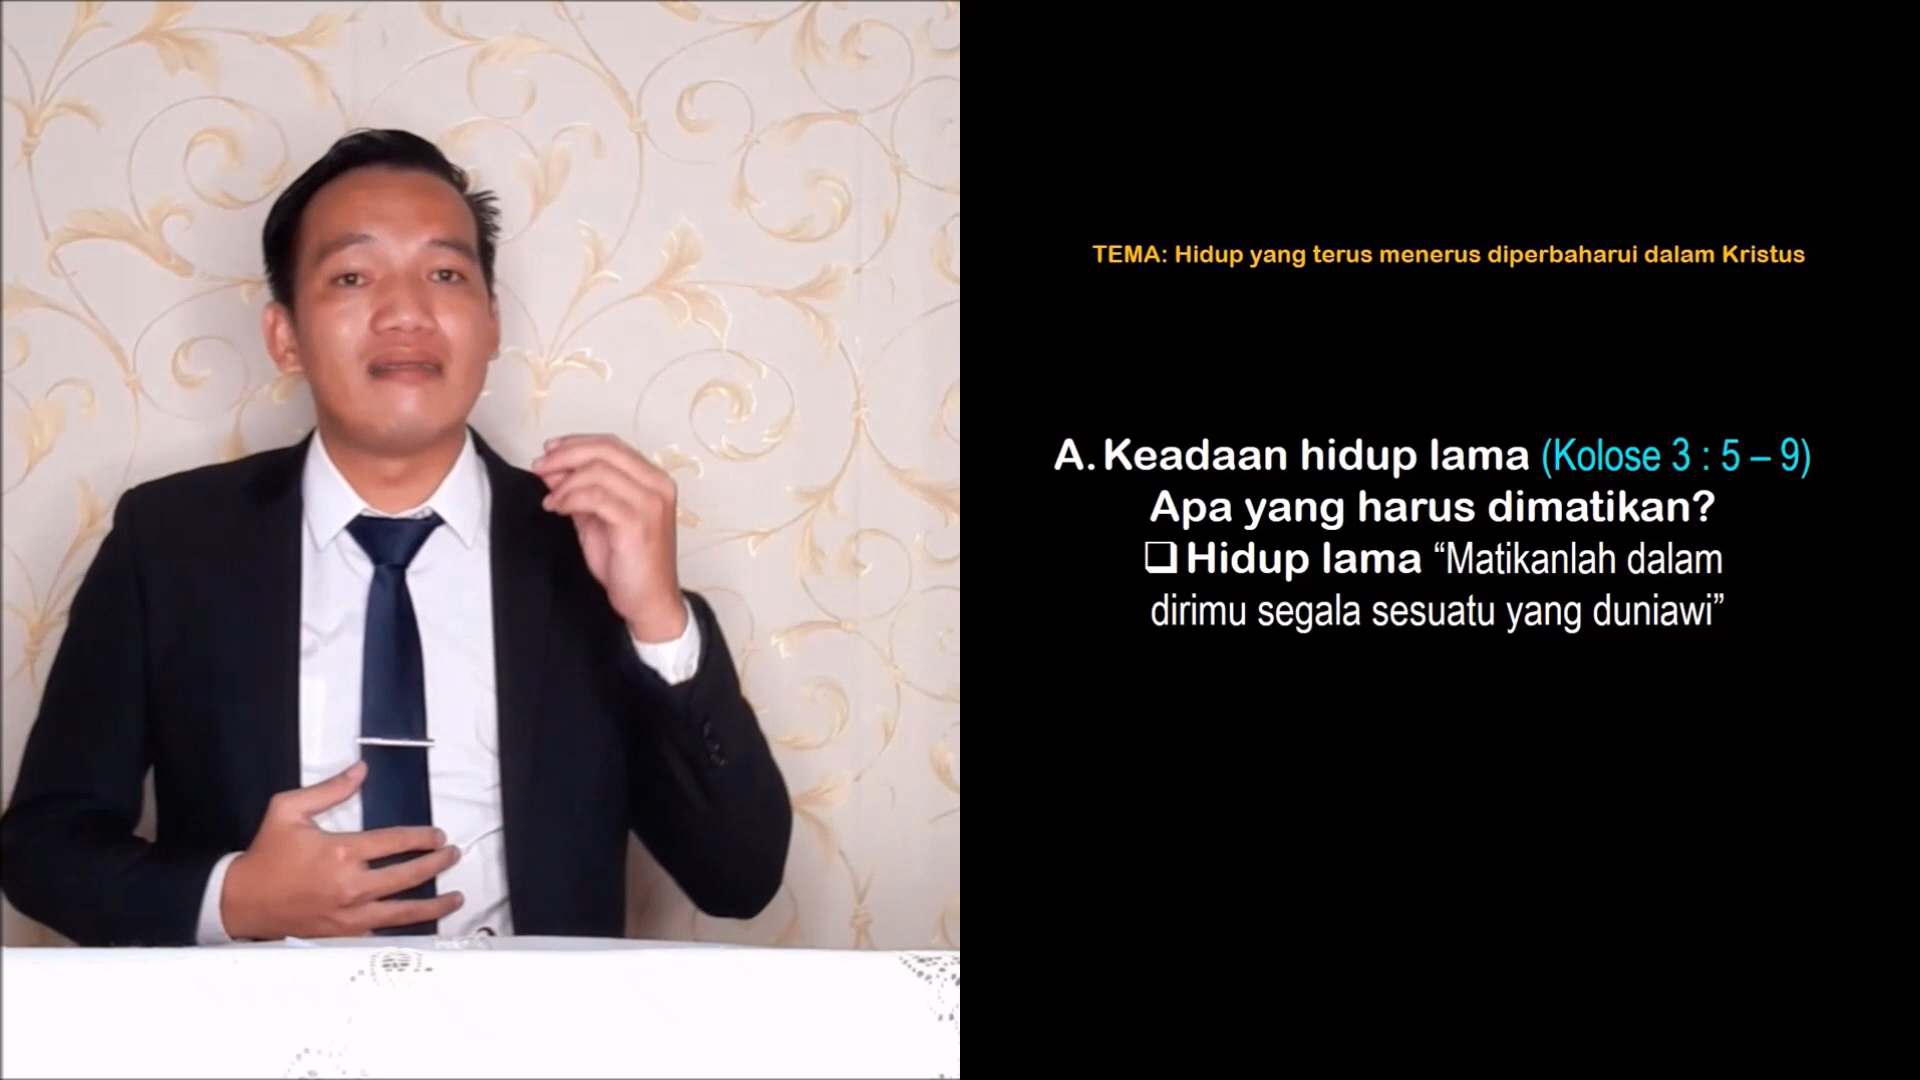 TEMA: Hidup yang terus menerus diperbaharui dalam Kristus
A. Keadaan hidup lama (Kolose 3 : 5 – 9)
Apa yang harus dimatikan?
❑ Hidup lama “Matikanlah dalam
dirimu segala sesuatu yang duniawi”